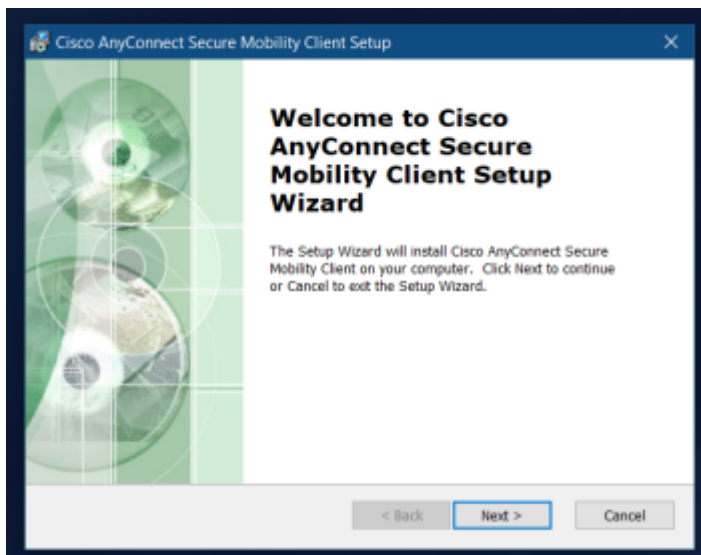 Cisco AnyConnect Secure Mobility Client Setup
Welcome to Cisco
AnyConnect Secure
Mobility Client Setup
Wizard
The Setup Wizard will install Cisco AnyConnect Secure
Mobility Client on your computer. Click Next to continue
or Cancel to exit the Setup Wizard.
< Back Next > Cancel